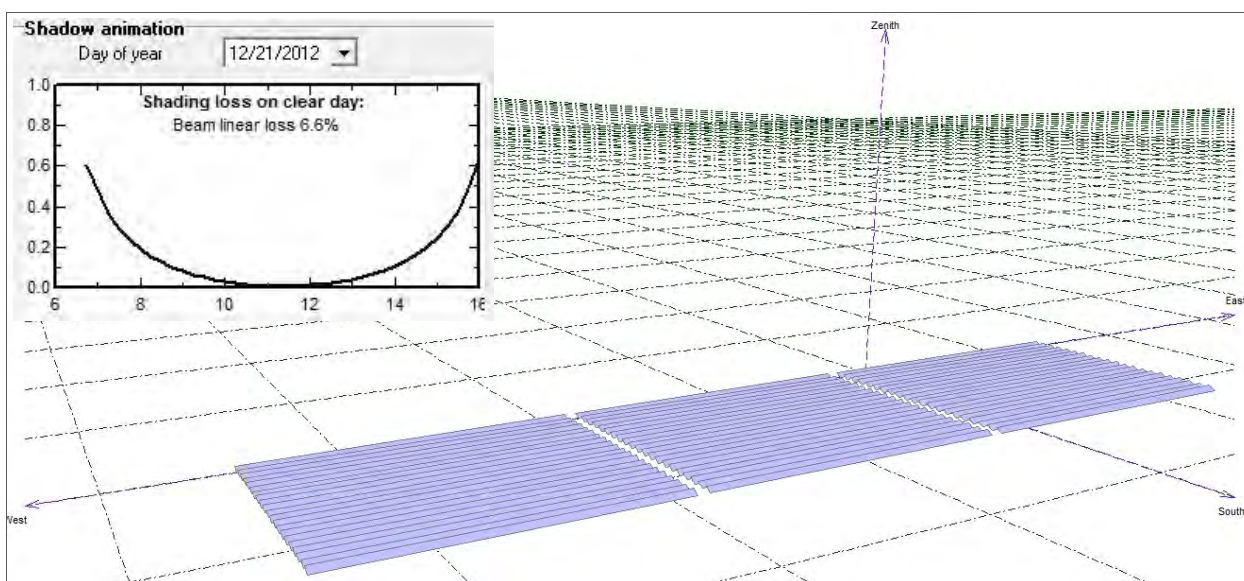 Shadow animation
Day of year 12/21/2012
Shading loss on clear day:
Beam linear loss 6.6%
1.0
0.8
0.6
0.4
0.2
0.0
6 8 10 12 14 16
Zenith
East
West
South